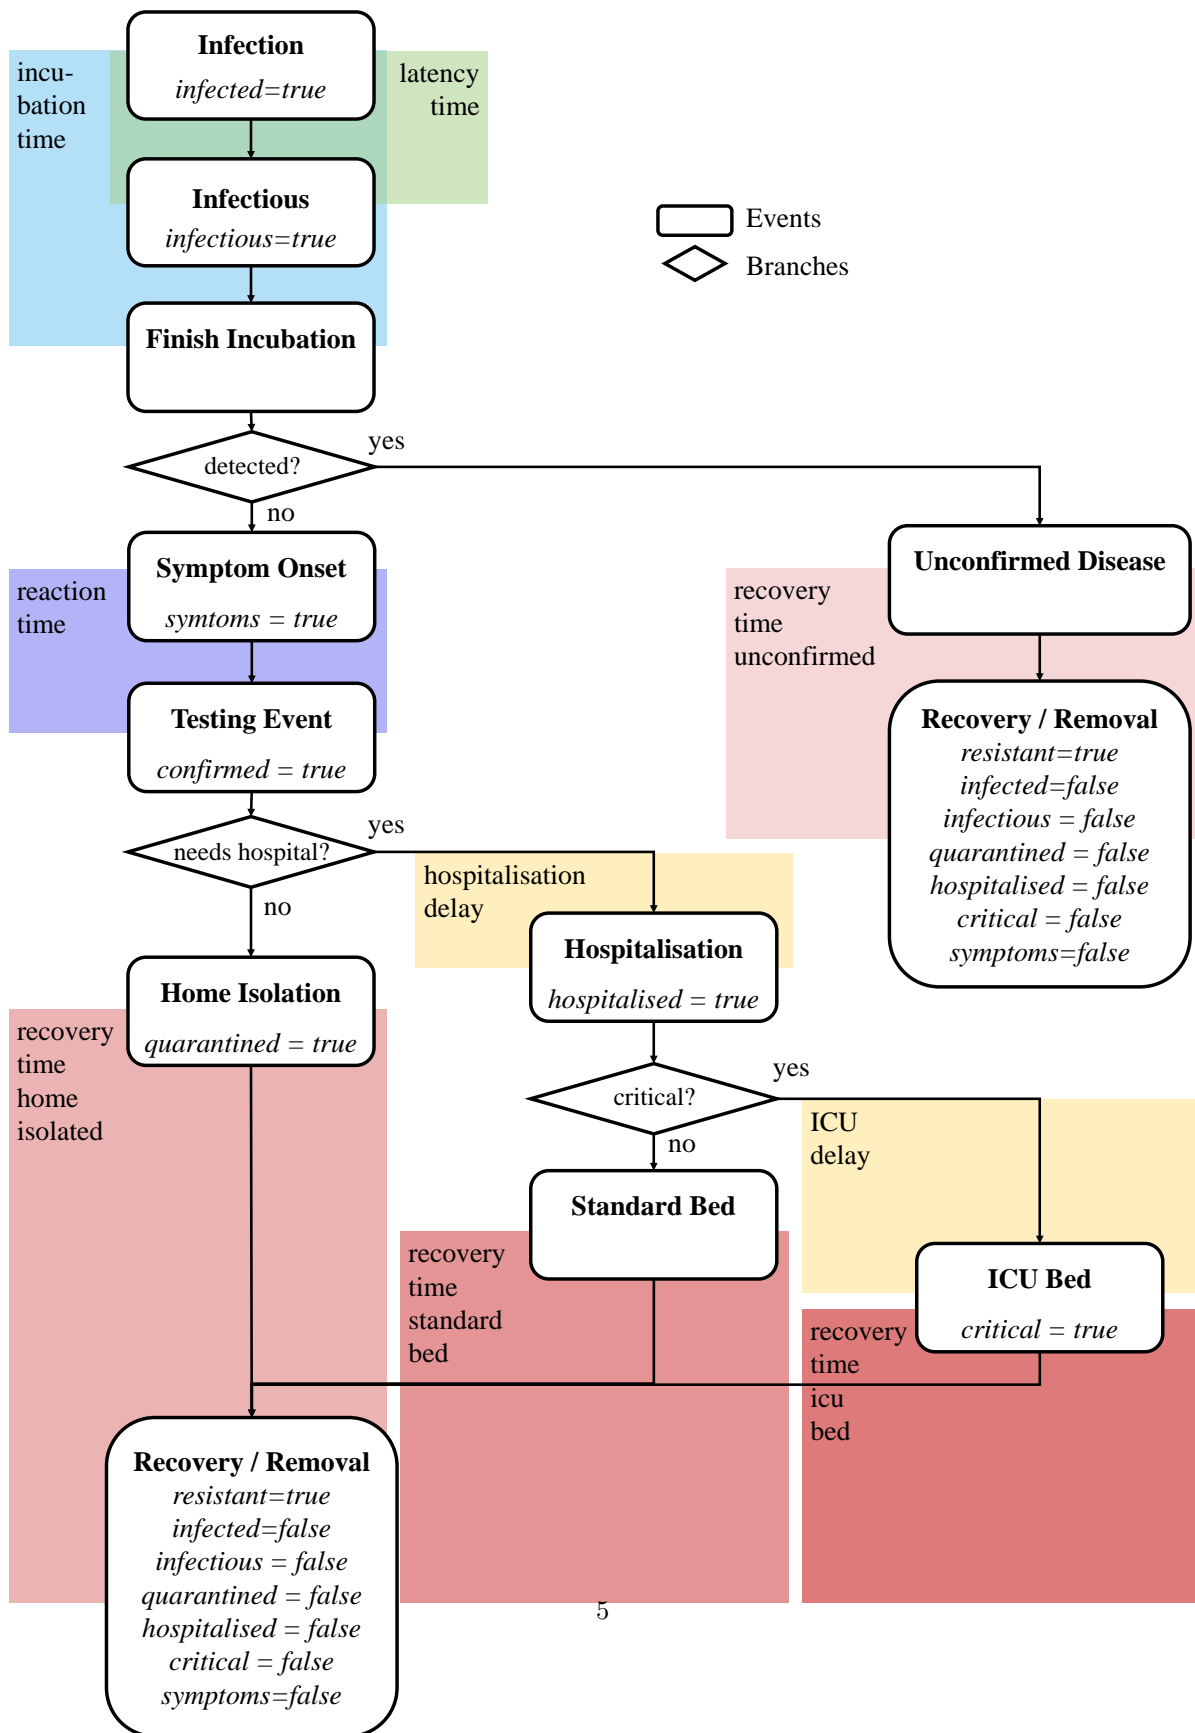 Infection
infected=true
incu-
bation
time
latency
time
Infectious
infectious=true
Events
Branches
Finish Incubation
detected?
yes
no
Symptom Onset
symtoms = true
reaction
time
Unconfirmed Disease
recovery
time
unconfirmed
Testing Event
confirmed = true
Recovery / Removal
resistant=true
infected=false
infectious = false
quarantined = false
hospitalised = false
critical = false
symptoms=false
needs hospital?
yes
no
hospitalisation
delay
Hospitalisation
hospitalised = true
Home Isolation
quarantined = true
recovery
time
home
isolated
critical?
yes
no
ICU
delay
Standard Bed
recovery
time
standard
bed
ICU Bed
critical = true
recovery
time
icu
bed
Recovery / Removal
resistant=true
infected=false
infectious = false
quarantined = false
hospitalised = false
critical = false
symptoms=false
5